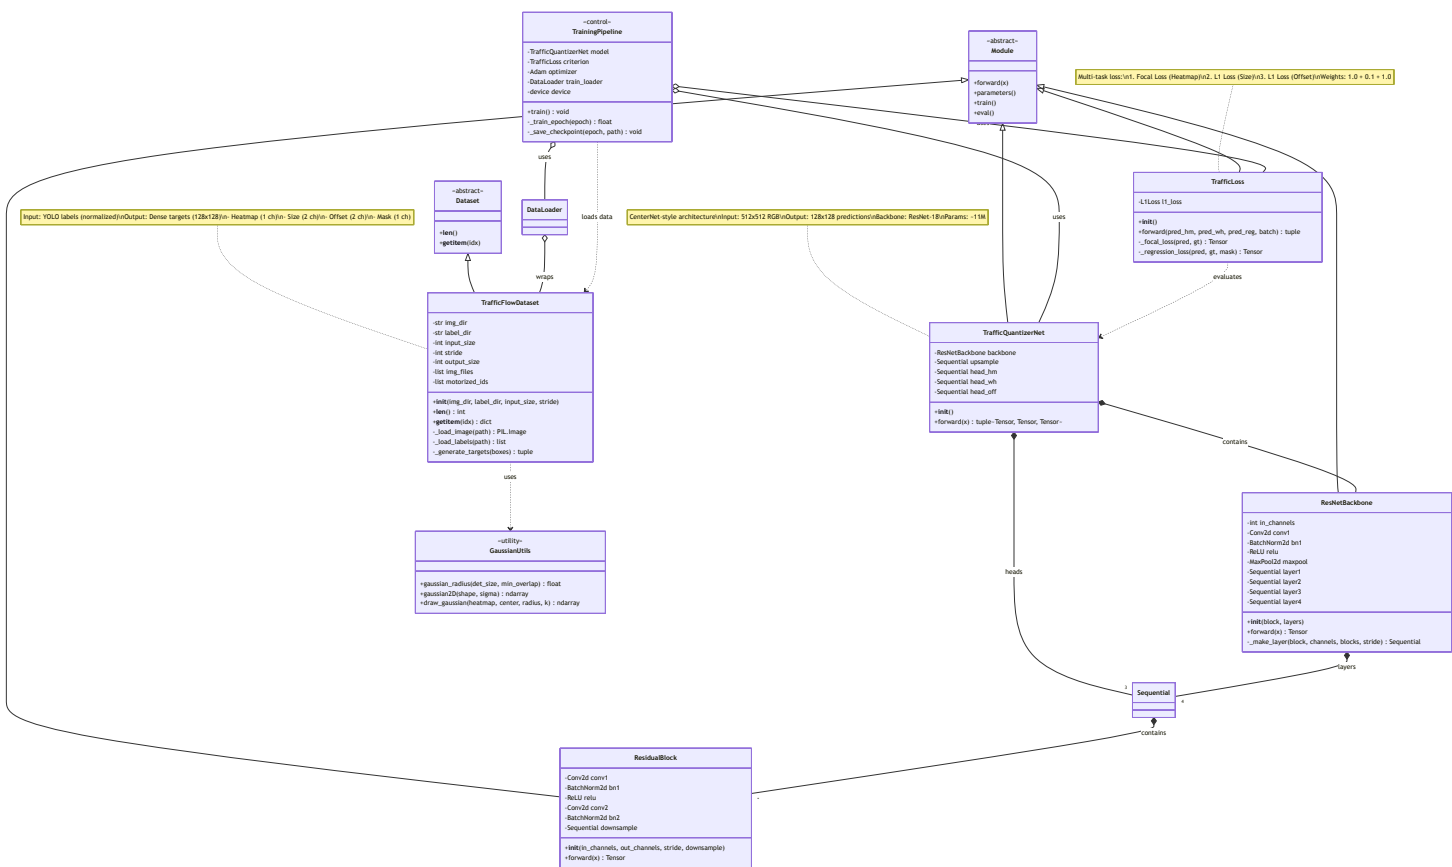 «control»
TrainingPipeline
-TrafficQuantizerNet model
-TrafficLoss criterion
-Adam optimizer
-DataLoader train_loader
-device device
+train() : void
-_train_epoch(epoch) : float
-_save_checkpoint(epoch, path) : void
«abstract»
Module
+forward(x)
+parameters()
+train()
+eval()
Multi-task loss:\n1. Focal Loss (Heatmap)\n2. L1 Loss (Size)\n3. L1 Loss (Offset)\nWeights: 1.0 + 0.1 + 1.0
uses
«abstract»
Dataset
+len()
+getitem(idx)
DataLoader
loads data
uses
TrafficLoss
-L1Loss l1_loss
+init()
+forward(pred_hm, pred_wh, pred_reg, batch) : tuple
-_focal_loss(pred, gt) : Tensor
-_regression_loss(pred, gt, mask) : Tensor
Input: YOLO labels (normalized)\nOutput: Dense targets (128x128)\n- Heatmap (1 ch)\n- Size (2 ch)\n- Offset (2 ch)\n- Mask (1 ch)
CenterNet-style architecture\nInput: 512x512 RGB\nOutput: 128x128 predictions\nBackbone: ResNet-18\nParams: ~11M
wraps
evaluates
TrafficFlowDataset
-str img_dir
-str label_dir
-int input_size
-int stride
-int output_size
-list img_files
-list motorized_ids
+init(img_dir, label_dir, input_size, stride)
+len() : int
+getitem(idx) : dict
-_load_image(path) : PIL.Image
-_load_labels(path) : list
-_generate_targets(boxes) : tuple
TrafficQuantizerNet
-ResNetBackbone backbone
-Sequential upsample
-Sequential head_hm
-Sequential head_wh
-Sequential head_off
+init()
+forward(x) : tuple~Tensor, Tensor, Tensor~
contains
uses
«utility»
GaussianUtils
+gaussian_radius(det_size, min_overlap) : float
+gaussian2D(shape, sigma) : ndarray
+draw_gaussian(heatmap, center, radius, k) : ndarray
heads
ResNetBackbone
-int in_channels
-Conv2d conv1
-BatchNorm2d bn1
-ReLU relu
-MaxPool2d maxpool
-Sequential layer1
-Sequential layer2
-Sequential layer3
-Sequential layer4
+init(block, layers)
+forward(x) : Tensor
-_make_layer(block, channels, blocks, stride) : Sequential
layers
Sequential
contains
ResidualBlock
-Conv2d conv1
-BatchNorm2d bn1
-ReLU relu
-Conv2d conv2
-BatchNorm2d bn2
-Sequential downsample
+init(in_channels, out_channels, stride, downsample)
+forward(x) : Tensor